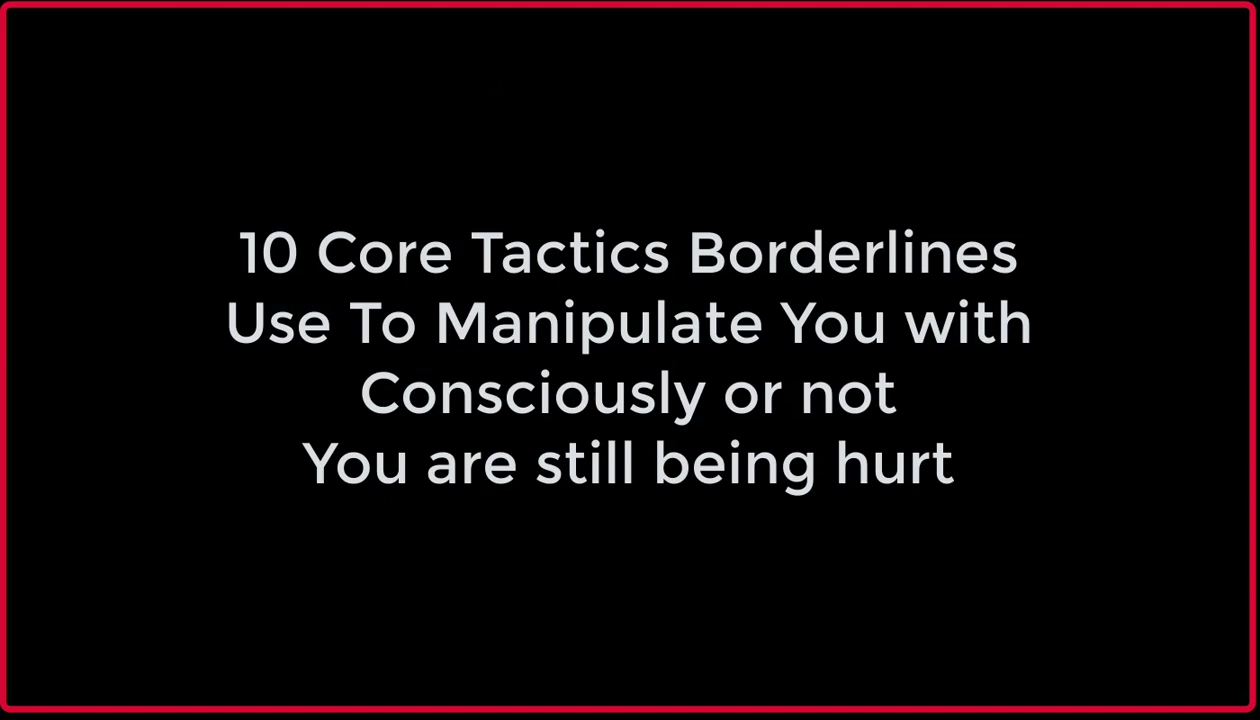 10 Core Tactics Borderlines
Use To Manipulate You with
Consciously or not
You are still being hurt